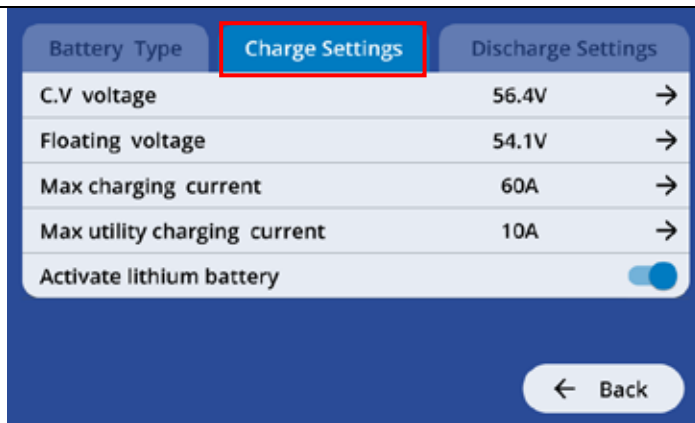 Battery Type Charge Settings Discharge Settings
C.V voltage 56.4V →
Floating voltage 54.1V →
Max charging current 60A →
Max utility charging current 10A →
Activate lithium battery
← Back